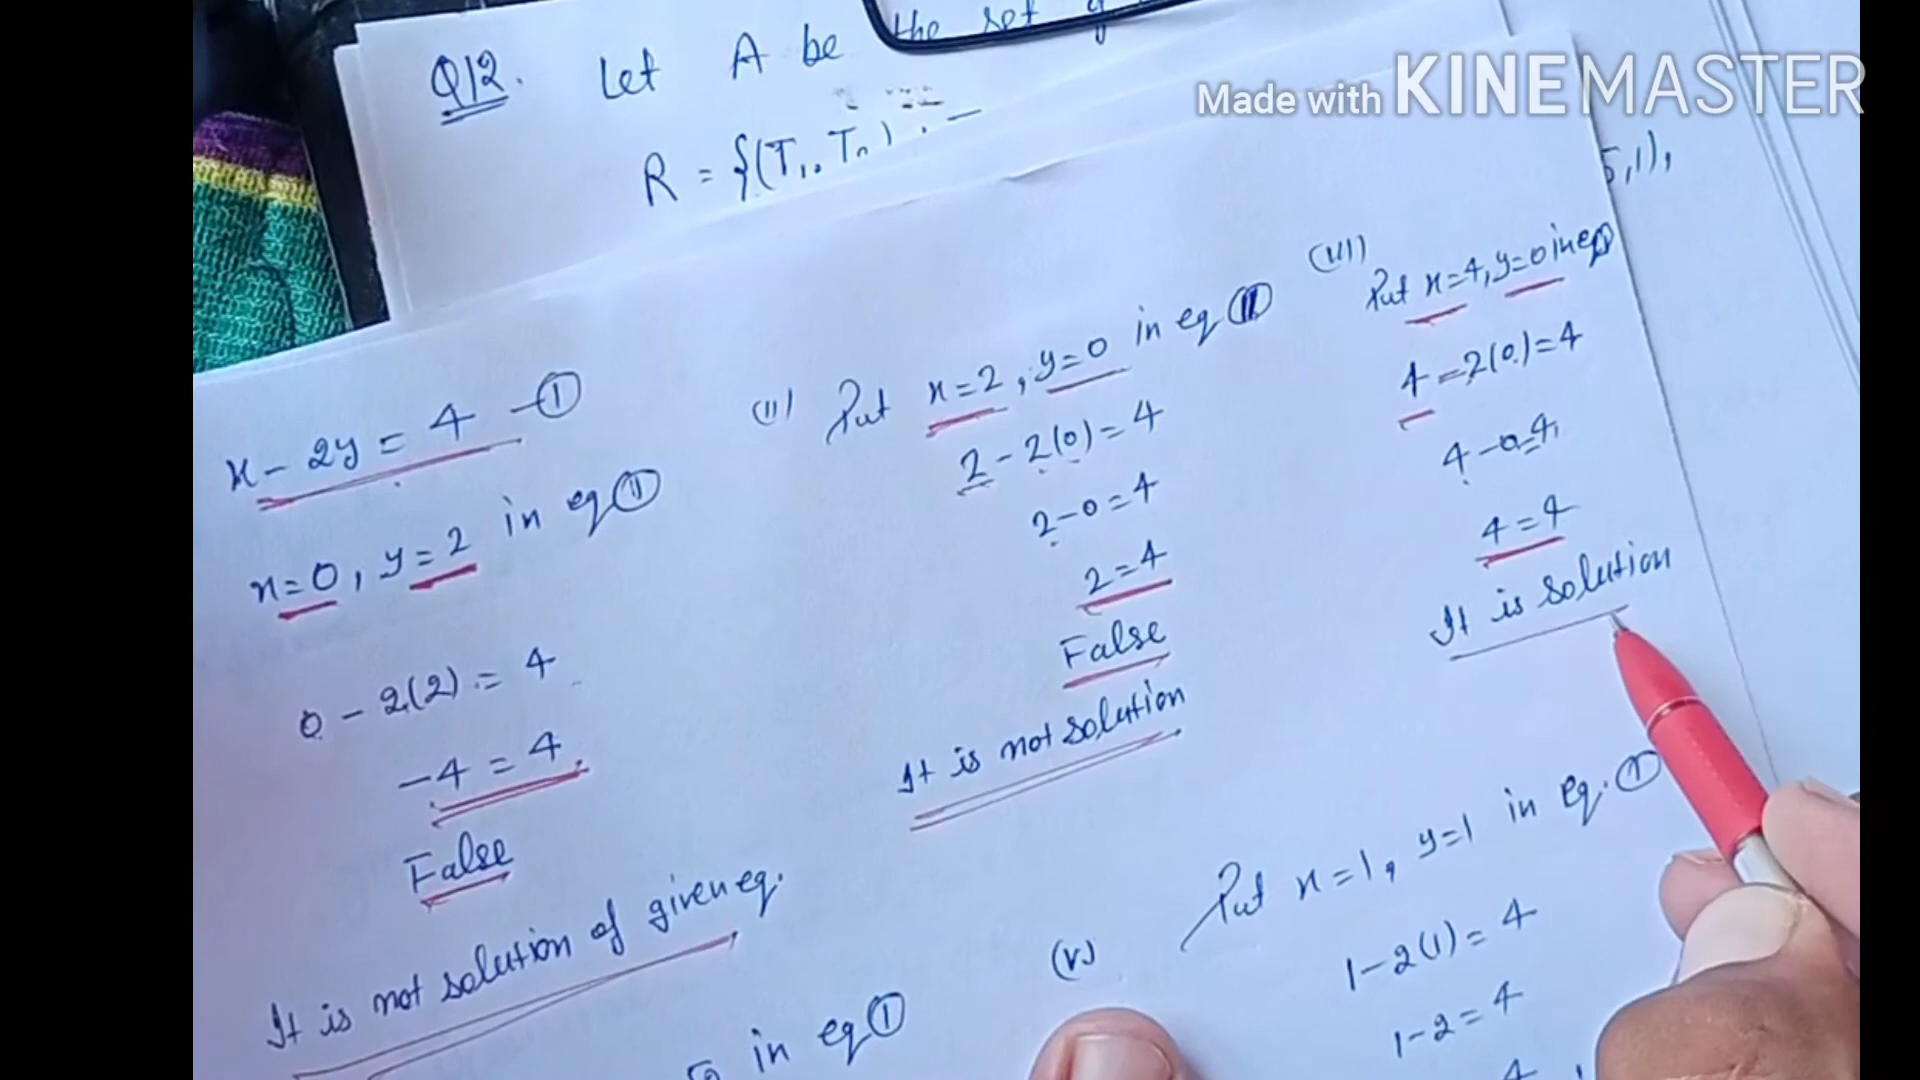 Q12. Let A be the set
R = {(T₁, T₂)
5,1),
Made with KINEMASTER
x - 2y = 4 -①
x=0, y=2 in eq ①
0 - 2(2) = 4
-4 = 4
False
It is not solution of given eq.
in eq ①
(ii) Put x=2, y=0 in eq ①
2 - 2(0) = 4
2-0=4
2=4
False
It is not solution
(iii)
Put x=4, y=0 in eq ①
4 - 2(0)=4
4-0=4
4=4
It is solution
(v)
Put x=1, y=1 in eq. ①
1-2(1)=4
1-2=4
4